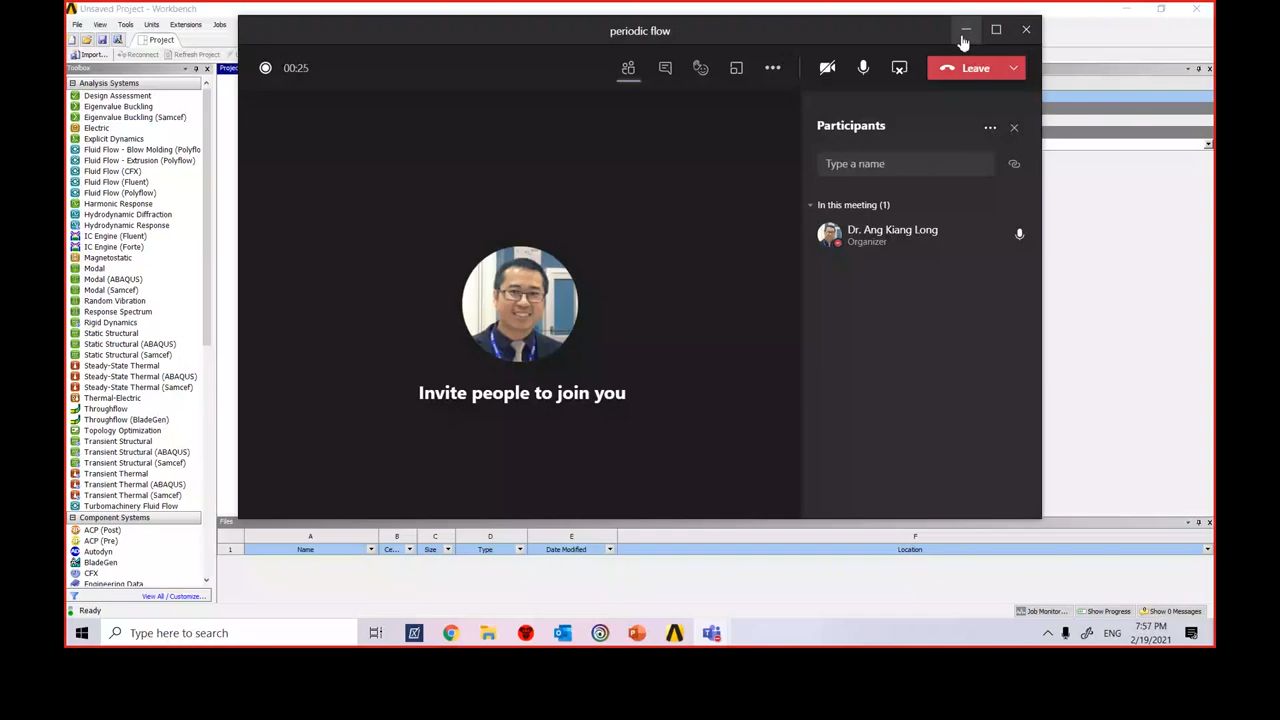 Unsaved Project - Workbench
File View Tools Units Extensions Jobs
Project
Import... Reconnect Refresh Project
Toolbox
Analysis Systems
Design Assessment
Eigenvalue Buckling
Eigenvalue Buckling (Samcef)
Electric
Explicit Dynamics
Fluid Flow - Blow Molding (Polyflo
Fluid Flow - Extrusion (Polyflow)
Fluid Flow (CFX)
Fluid Flow (Fluent)
Fluid Flow (Polyflow)
Harmonic Response
Hydrodynamic Diffraction
Hydrodynamic Response
IC Engine (Fluent)
IC Engine (Forte)
Magnetostatic
Modal
Modal (ABAQUS)
Modal (Samcef)
Random Vibration
Response Spectrum
Rigid Dynamics
Static Structural
Static Structural (ABAQUS)
Static Structural (Samcef)
Steady-State Thermal
Steady-State Thermal (ABAQUS)
Steady-State Thermal (Samcef)
Thermal-Electric
Throughflow
Throughflow (BladeGen)
Topology Optimization
Transient Structural
Transient Structural (ABAQUS)
Transient Structural (Samcef)
Transient Thermal
Transient Thermal (ABAQUS)
Transient Thermal (Samcef)
Turbomachinery Fluid Flow
Component Systems
ACP (Post)
ACP (Pre)
Autodyn
BladeGen
CFX
Engineering Data
View All / Customize...
periodic flow
00:25
Leave
Participants
Type a name
In this meeting (1)
Dr. Ang Kiang Long
Organizer
Invite people to join you
Files
A B C D E F
1 Name Ce... Size Type Date Modified Location
Ready
Job Monitor... Show Progress Show 0 Messages
Type here to search
ENG
7:57 PM
2/19/2021